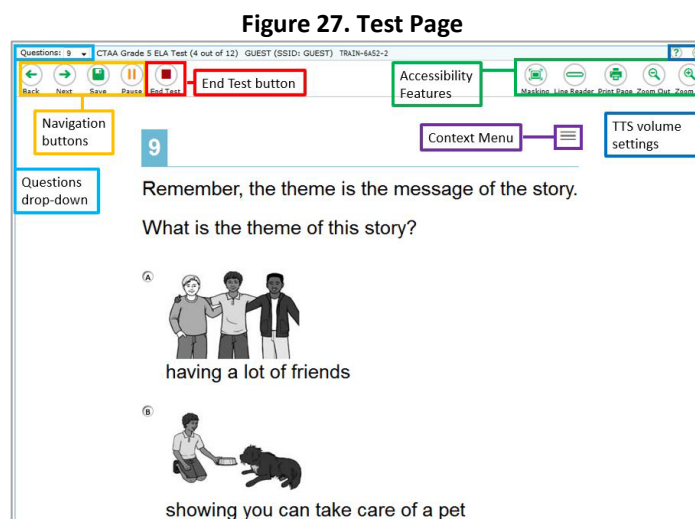 Figure 27. Test Page
Questions: 9 CTAA Grade 5 ELA Test (4 out of 12) GUEST (SSID: GUEST) TRAIN-6A52-2 ?
Back Next Save Pause End Test
End Test button
Accessibility
Features
Masking Line Reader Print Page Zoom Out Zoom
Navigation
buttons
Context Menu
TTS volume
settings
9
Questions
drop-down
Remember, the theme is the message of the story.
What is the theme of this story?
A
having a lot of friends
B
showing you can take care of a pet